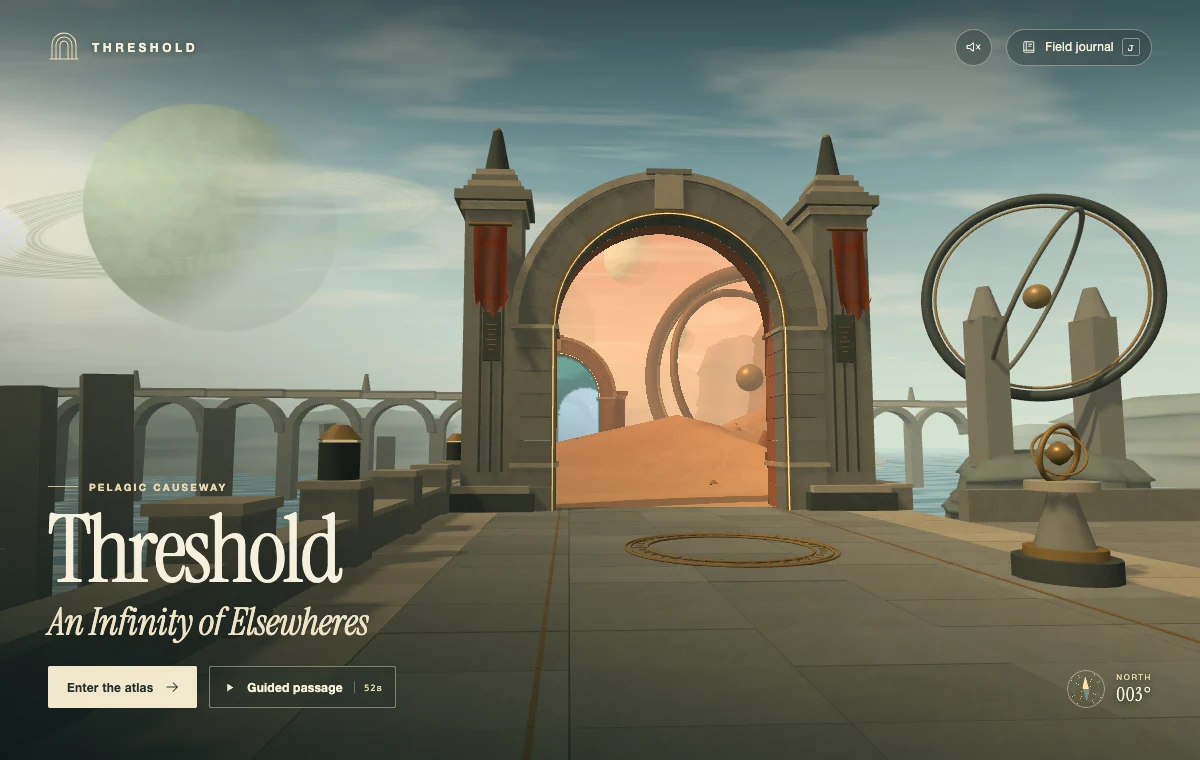 THRESHOLD
Field journal J
PELAGIC CAUSEWAY
Threshold
An Infinity of Elsewheres
Enter the atlas
Guided passage 52s
NORTH
003°